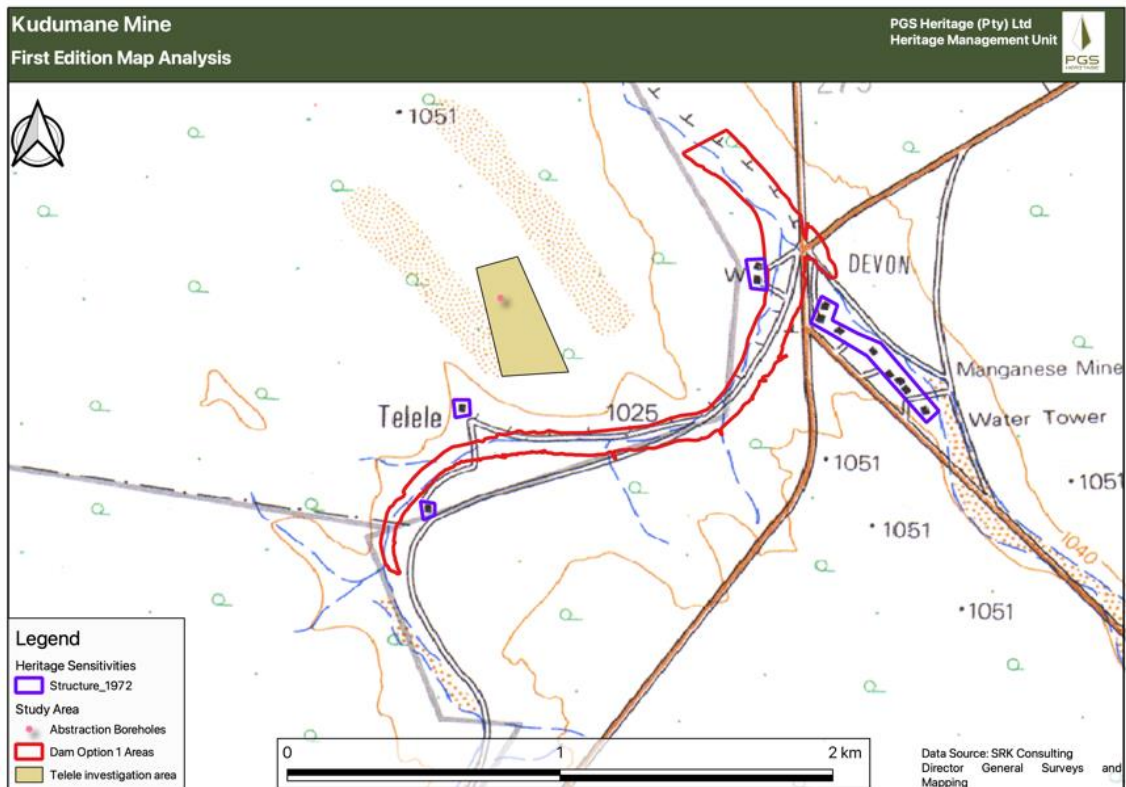 Kudumane Mine
First Edition Map Analysis
PGS Heritage (Pty) Ltd
Heritage Management Unit
PGS
HERITAGE
1051
DEVON
W
Manganese Mine
Water Tower
Telele
1025
1051
1051
1051
1040
1051
Legend
Heritage Sensitivities
Structure_1972
Study Area
Abstraction Boreholes
Dam Option 1 Areas
Telele investigation area
0 1 2 km
Data Source: SRK Consulting
Director General Surveys and
Mapping